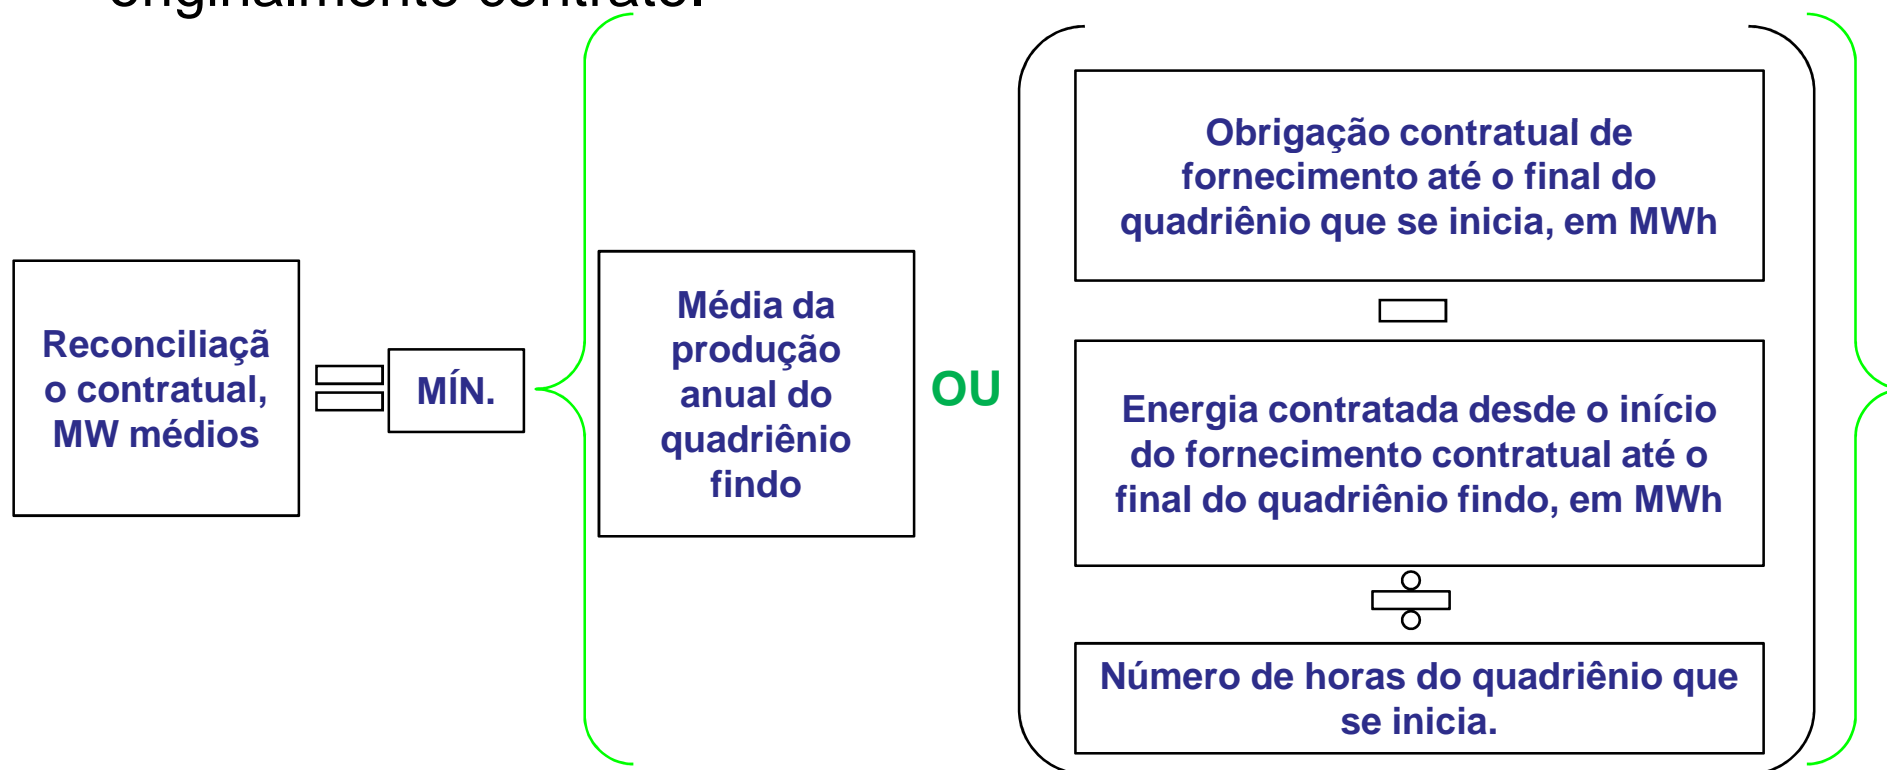 originalmente contrato.
Reconciliaçã
o contratual,
MW médios
MÍN.
Média da
produção
anual do
quadriênio
findo
OU
Obrigação contratual de
fornecimento até o final do
quadriênio que se inicia, em MWh
Energia contratada desde o início
do fornecimento contratual até o
final do quadriênio findo, em MWh
Número de horas do quadriênio que
se inicia.